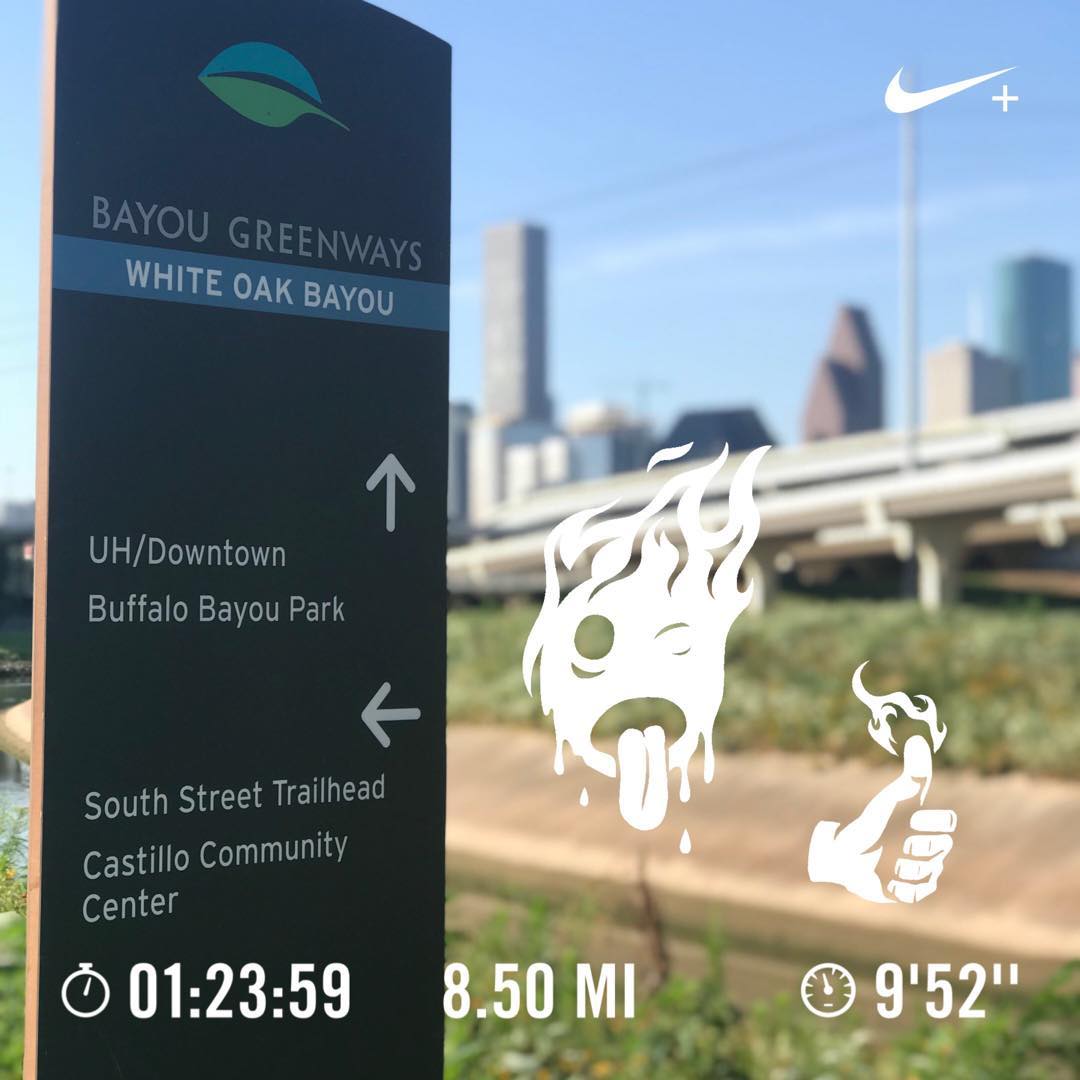 BAYOU GREENWAYS
WHITE OAK BAYOU
UH/Downtown
Buffalo Bayou Park
South Street Trailhead
Castillo Community
Center
01:23:59 8.50 MI 9'52"